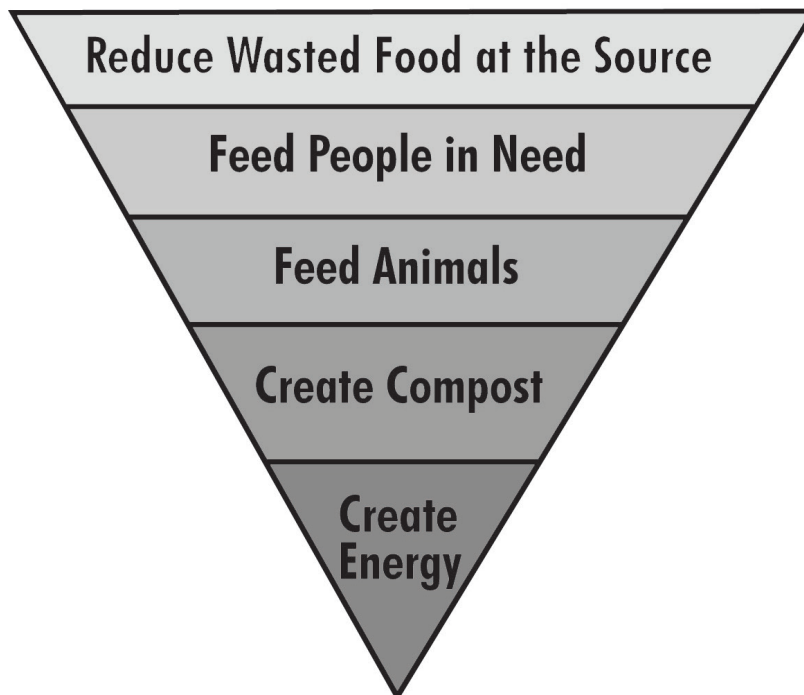 Reduce Wasted Food at the Source
Feed People in Need
Feed Animals
Create Compost
Create
Energy